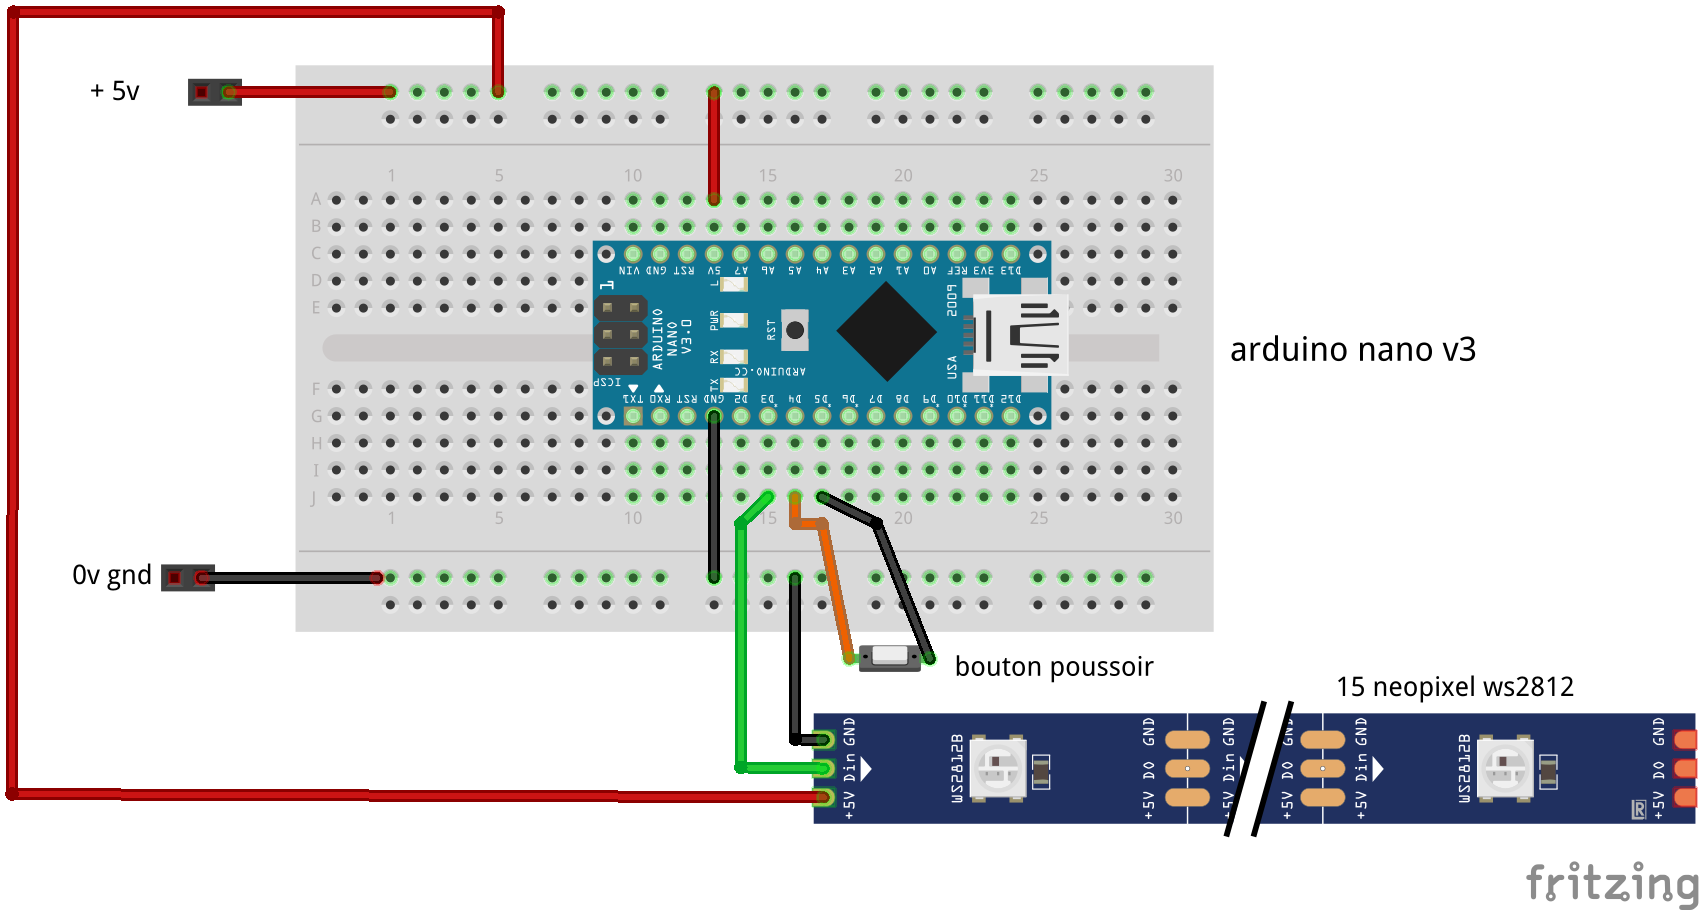 + 5v
1 5 10 15 20 25 30
A
B
C
D
E
VIN GND RST 5V A7 A6 A5 A4 A3 A2 A1 A0 REF 3V3 D13
1
L
PWR
RX
TX
ARDUINO
NANO
V3.0
RST
ARDUINO.CC
2009
USA
ICSP
TX1 RX0 RST GND D2 D3 D4 D5 D6 D7 D8 D9 D10 D11 D12
arduino nano v3
F
G
H
I
J
1 5 10 15 20 25 30
0v gnd
bouton poussoir
15 neopixel ws2812
+5V Din GND
WS2812B
+5V DO GND
+5V Din GND
+5V DO GND
+5V Din GND
WS2812B
R
+5V DO GND
fritzing